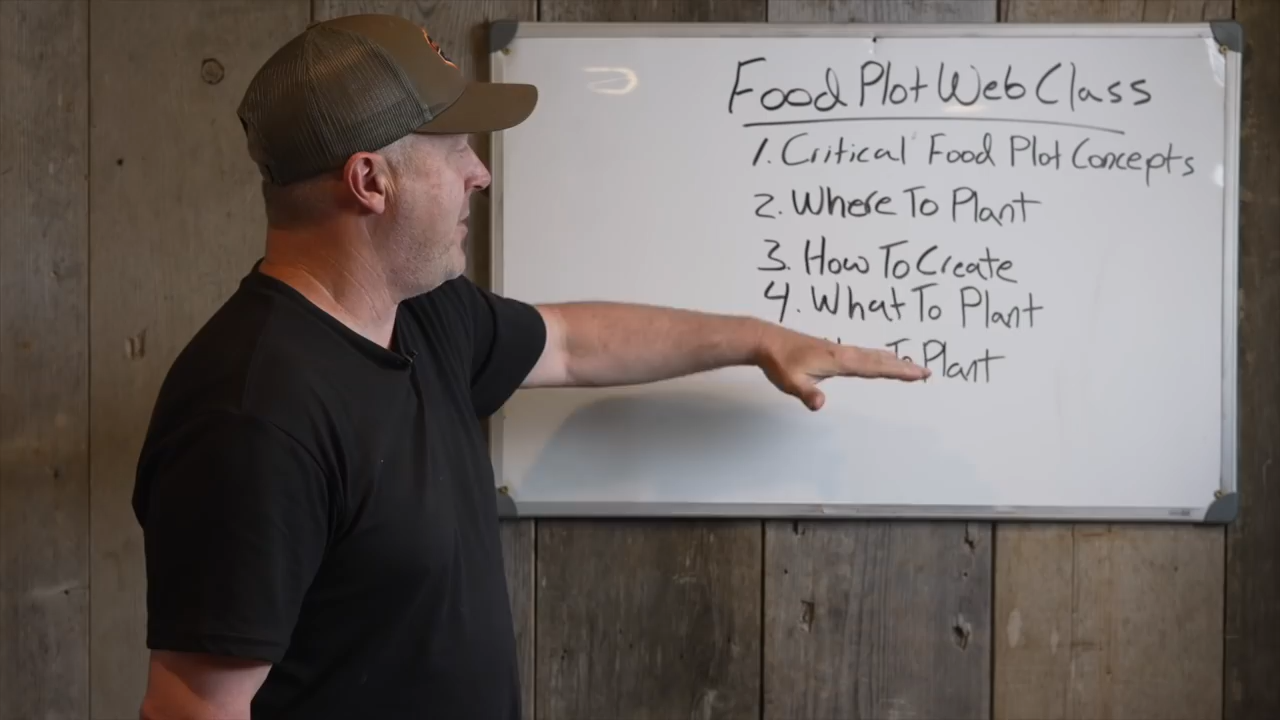 Food Plot Web Class
1. Critical Food Plot Concepts
2. Where To Plant
3. How To Create
4. What To Plant
To Plant